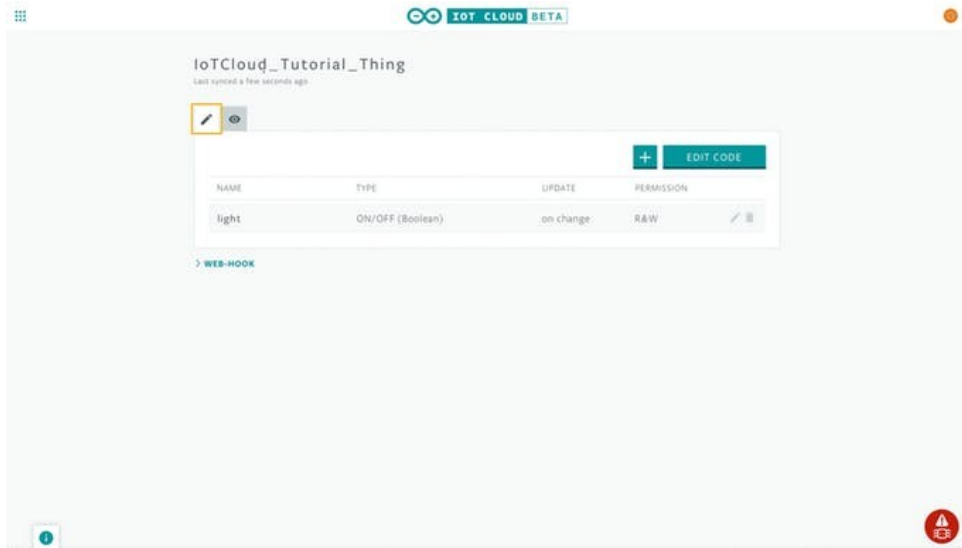 IOT CLOUD BETA
IoTCloud_Tutorial_Thing
Last synced a few seconds ago
EDIT CODE
NAME TYPE UPDATE PERMISSION
light ON/OFF (Boolean) on change R&W
> WEB-HOOK